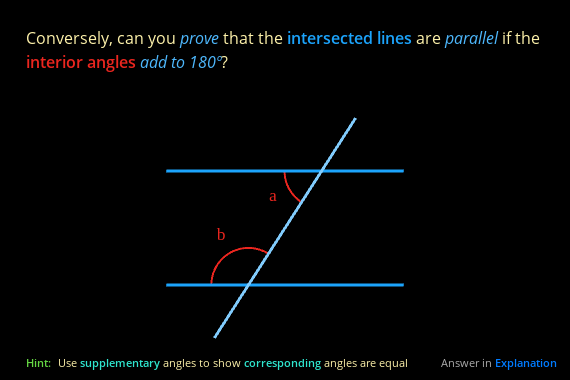 Conversely, can you prove that the intersected lines are parallel if the
interior angles add to 180°?
a
b
Hint: Use supplementary angles to show corresponding angles are equal
Answer in Explanation